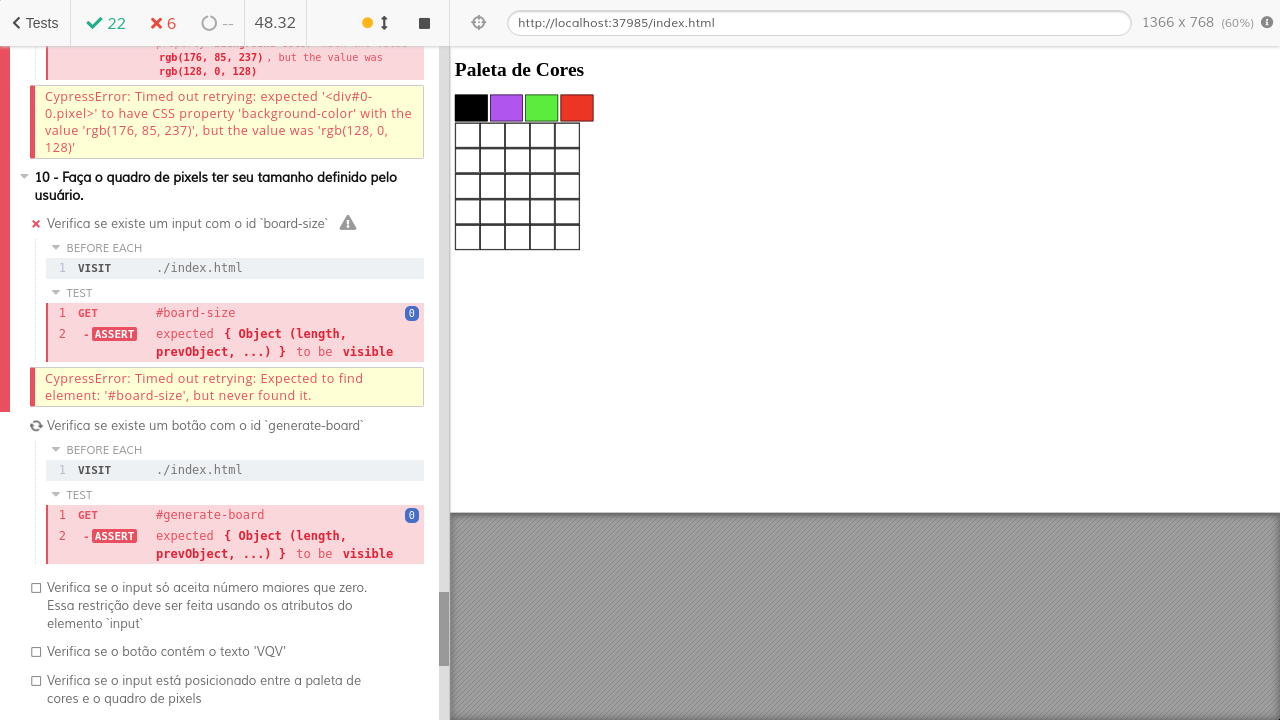 Tests 22 6 -- 48.32 http://localhost:37985/index.html 1366 x 768 (60%)
rgb(176, 85, 237) , but the value was
rgb(128, 0, 128)
CypressError: Timed out retrying: expected '<div#0-
0.pixel>' to have CSS property 'background-color' with the
value 'rgb(176, 85, 237)', but the value was 'rgb(128, 0,
128)'
10 - Faça o quadro de pixels ter seu tamanho definido pelo
usuário.
Verifica se existe um input com o id `board-size`
BEFORE EACH
1 VISIT ./index.html
TEST
1 GET #board-size 0
2 -ASSERT expected { Object (length,
prevObject, ...) } to be visible
CypressError: Timed out retrying: Expected to find
element: '#board-size', but never found it.
Verifica se existe um botão com o id `generate-board`
BEFORE EACH
1 VISIT ./index.html
TEST
1 GET #generate-board 0
2 -ASSERT expected { Object (length,
prevObject, ...) } to be visible
Verifica se o input só aceita número maiores que zero.
Essa restrição deve ser feita usando os atributos do
elemento `input`
Verifica se o botão contém o texto 'VQV'
Verifica se o input está posicionado entre a paleta de
cores e o quadro de pixels
Paleta de Cores